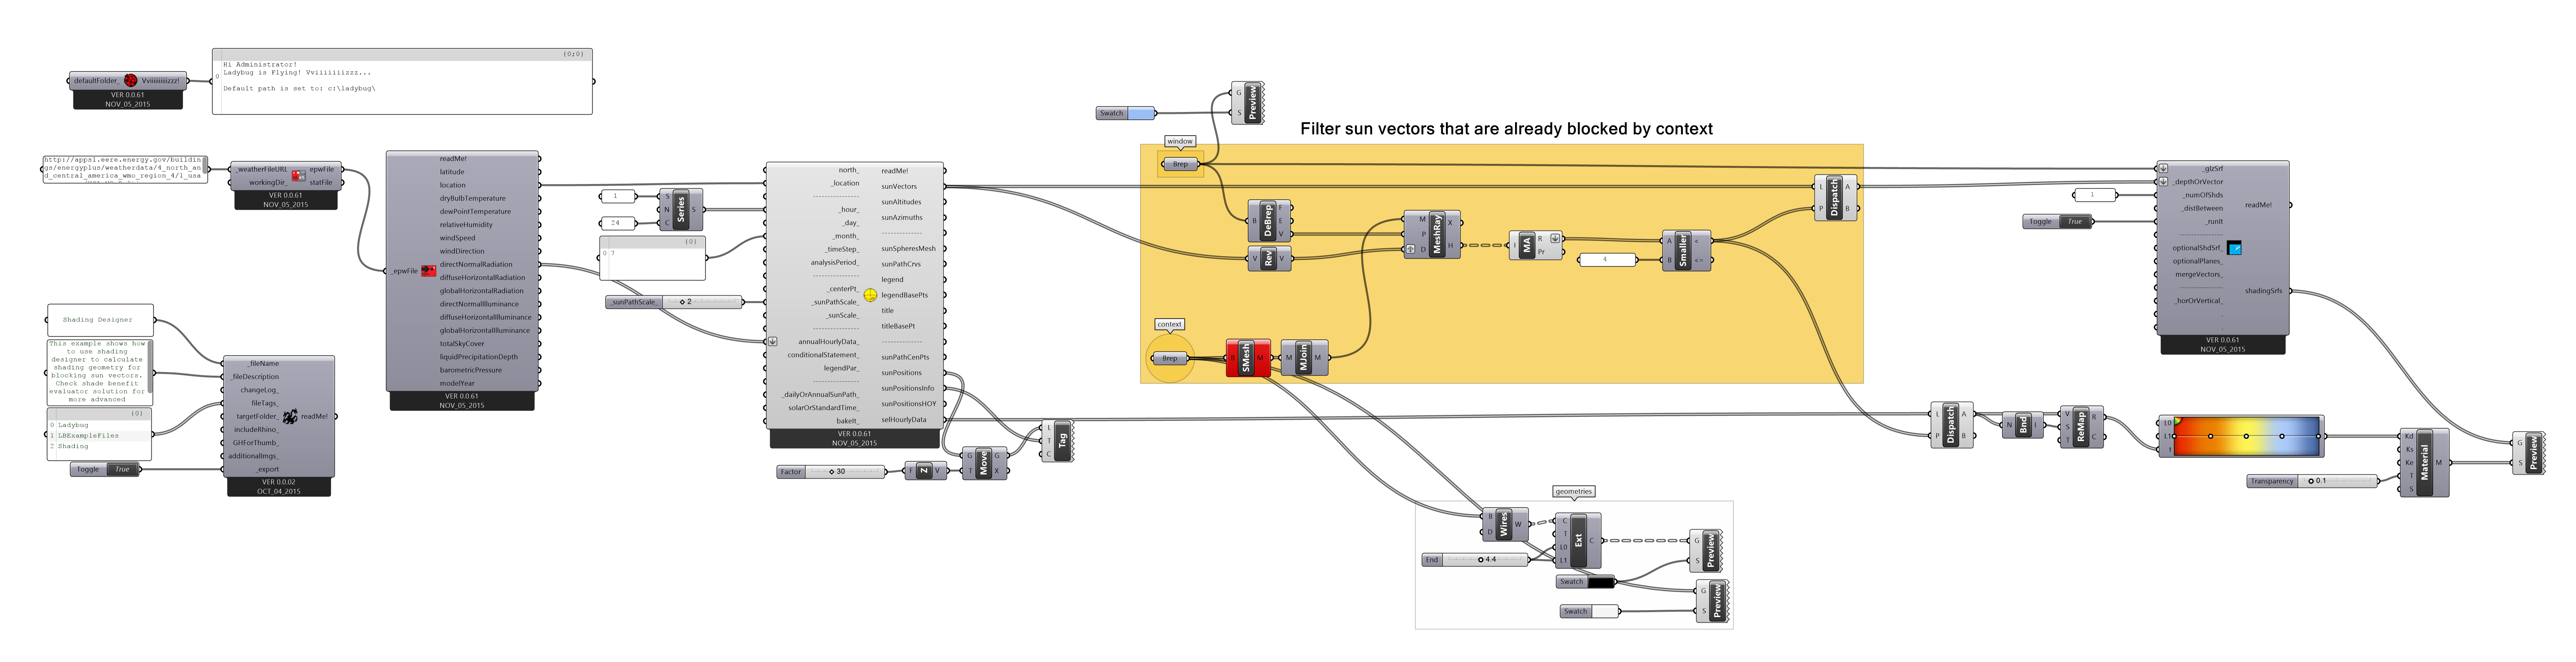 defaultFolder_ Vviiiiiiiizzz!
VER 0.0.61
NOV_05_2015
{0;0}
0 Hi Administrator!
Ladybug is Flying! Vviiiiiizzz...
Default path is set to: c:\ladybug\
http://apps1.eere.energy.gov/buildin
gs/energyplus/weatherdata/4_north_an
d_central_america_wmo_region_4/1_usa
_weatherFileURL epwFile
workingDir_ statFile
VER 0.0.61
NOV_05_2015
Shading Designer
This example shows how
to use shading
designer to calculate
shading geometry for
blocking sun vectors.
Check shade benefit
evaluator solution for
more advanced
{0}
0 Ladybug
1 LBExampleFiles
2 Shading
Toggle True
_fileName
_fileDescription
changeLog_
fileTags_
targetFolder_ readMe!
includeRhino_
GHForThumb_
additionalImgs_
_export
VER 0.0.02
OCT_04_2015
_epwFile
readMe!
latitude
location
dryBulbTemperature
dewPointTemperature
relativeHumidity
windSpeed
windDirection
directNormalRadiation
diffuseHorizontalRadiation
globalHorizontalRadiation
directNormalIlluminance
diffuseHorizontalIlluminance
globalHorizontalIlluminance
totalSkyCover
liquidPrecipitationDepth
barometricPressure
modelYear
VER 0.0.61
NOV_05_2015
1
24
S N C Series S
{0}
0 7
_sunPathScale_ 2
north_
_location
_hour_
_day_
_month_
_timeStep_
analysisPeriod_
_centerPt_
_sunPathScale_
_sunScale_
annualHourlyData_
conditionalStatement_
legendPar_
_dailyOrAnnualSunPath_
solarOrStandardTime_
bakeIt_
readMe!
sunVectors
sunAltitudes
sunAzimuths
sunSpheresMesh
sunPathCrvs
legend
legendBasePts
title
titleBasePt
sunPathCenPts
sunPositions
sunPositionsInfo
sunPositionsHOY
selHourlyData
VER 0.0.61
NOV_05_2015
Factor 30
F Z V
G T Move G X
L T C Tag
Swatch
G S Preview
Filter sun vectors that are already blocked by context
window
Brep
B DeBrep F E V
V Rev V
M P D MeshRay X H
I MA R Pr
4
A B Smaller < <=
L P Dispatch A B
context
Brep
B SMesh M
M MJoin M
geometries
B D Wires W
End 4.4
C T L0 L1 Ext C
Swatch
G S Preview
Swatch
G S Preview
L P Dispatch A B
N Bnd I
V S T ReMap R C
1
Toggle True
_glzSrf
_depthOrVector
_numOfShds
_distBetween
_runIt
optionalShdSrf_
optionalPlanes_
mergeVectors_
_horOrVertical_
readMe!
shadingSrfs
VER 0.0.61
NOV_05_2015
L0
L1
t
Transparency 0.1
Kd Ks Ke T S Material M
G S Preview